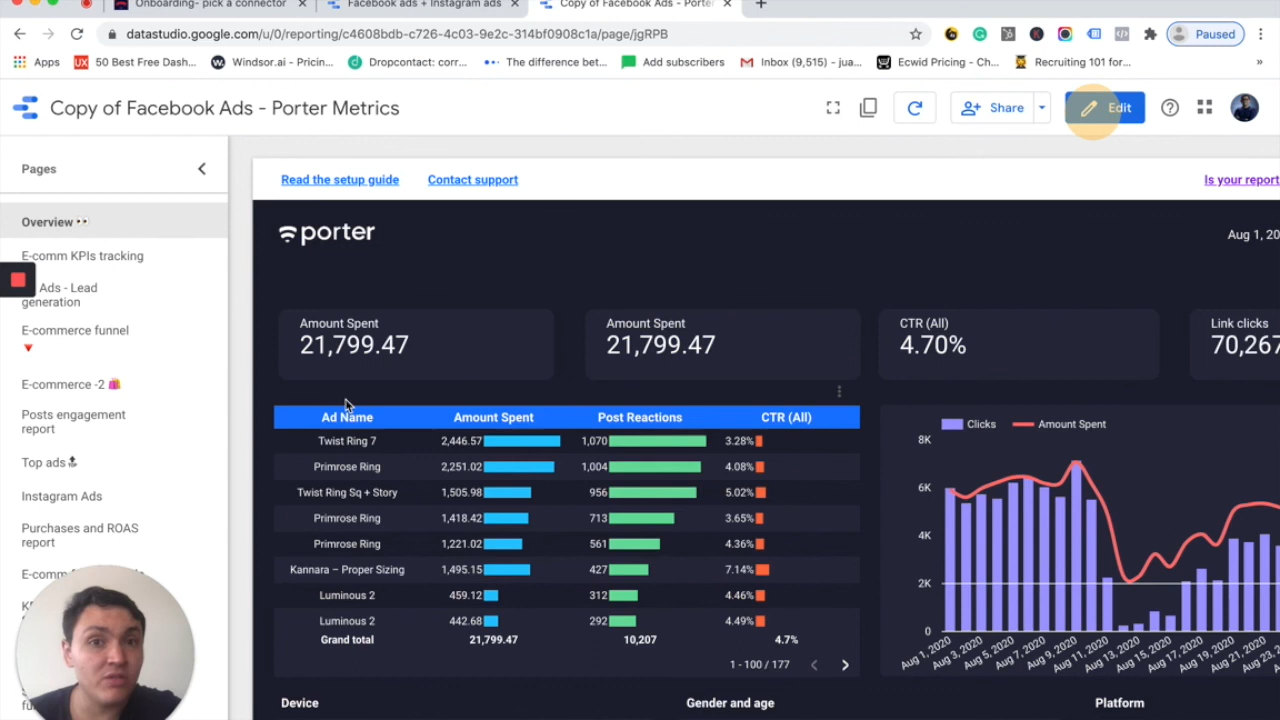 Onboarding- pick a connector
Facebook ads + Instagram ads
Copy of Facebook Ads - Porter
datastudio.google.com/u/0/reporting/c4608bdb-c726-4c03-9e2c-314bf0908c1a/page/jgRPB
Paused
Apps
50 Best Free Dash...
Windsor.ai - Pricin...
Dropcontact: corr...
The difference bet...
Add subscribers
Inbox (9,515) - jua...
Ecwid Pricing - Ch...
Recruiting 101 for...
»
Copy of Facebook Ads - Porter Metrics
Share
Edit
Pages
Read the setup guide
Contact support
Is your report
Overview
E-comm KPIs tracking
Ads - Lead
generation
E-commerce funnel
E-commerce -2
Posts engagement
report
Top ads
Instagram Ads
Purchases and ROAS
report
porter
Aug 1, 20
Amount Spent
21,799.47
Amount Spent
21,799.47
CTR (All)
4.70%
Link clicks
70,267
Ad Name Amount Spent Post Reactions CTR (All)
Twist Ring 7 2,446.57 1,070 3.28%
Primrose Ring 2,251.02 1,004 4.08%
Twist Ring Sq + Story 1,505.98 956 5.02%
Primrose Ring 1,418.42 713 3.65%
Primrose Ring 1,221.02 561 4.36%
Kannara – Proper Sizing 1,495.15 427 7.14%
Luminous 2 459.12 312 4.46%
Luminous 2 442.68 292 4.49%
Grand total 21,799.47 10,207 4.7%
1 - 100 / 177
Clicks
Amount Spent
8K
6K
4K
2K
0
Aug 1, 2020
Aug 3, 2020
Aug 5, 2020
Aug 7, 2020
Aug 9, 2020
Aug 11, 2020
Aug 13, 2020
Aug 15, 2020
Aug 17, 2020
Aug 19, 2020
Aug 21, 2020
Aug 23,
Device
Gender and age
Platform